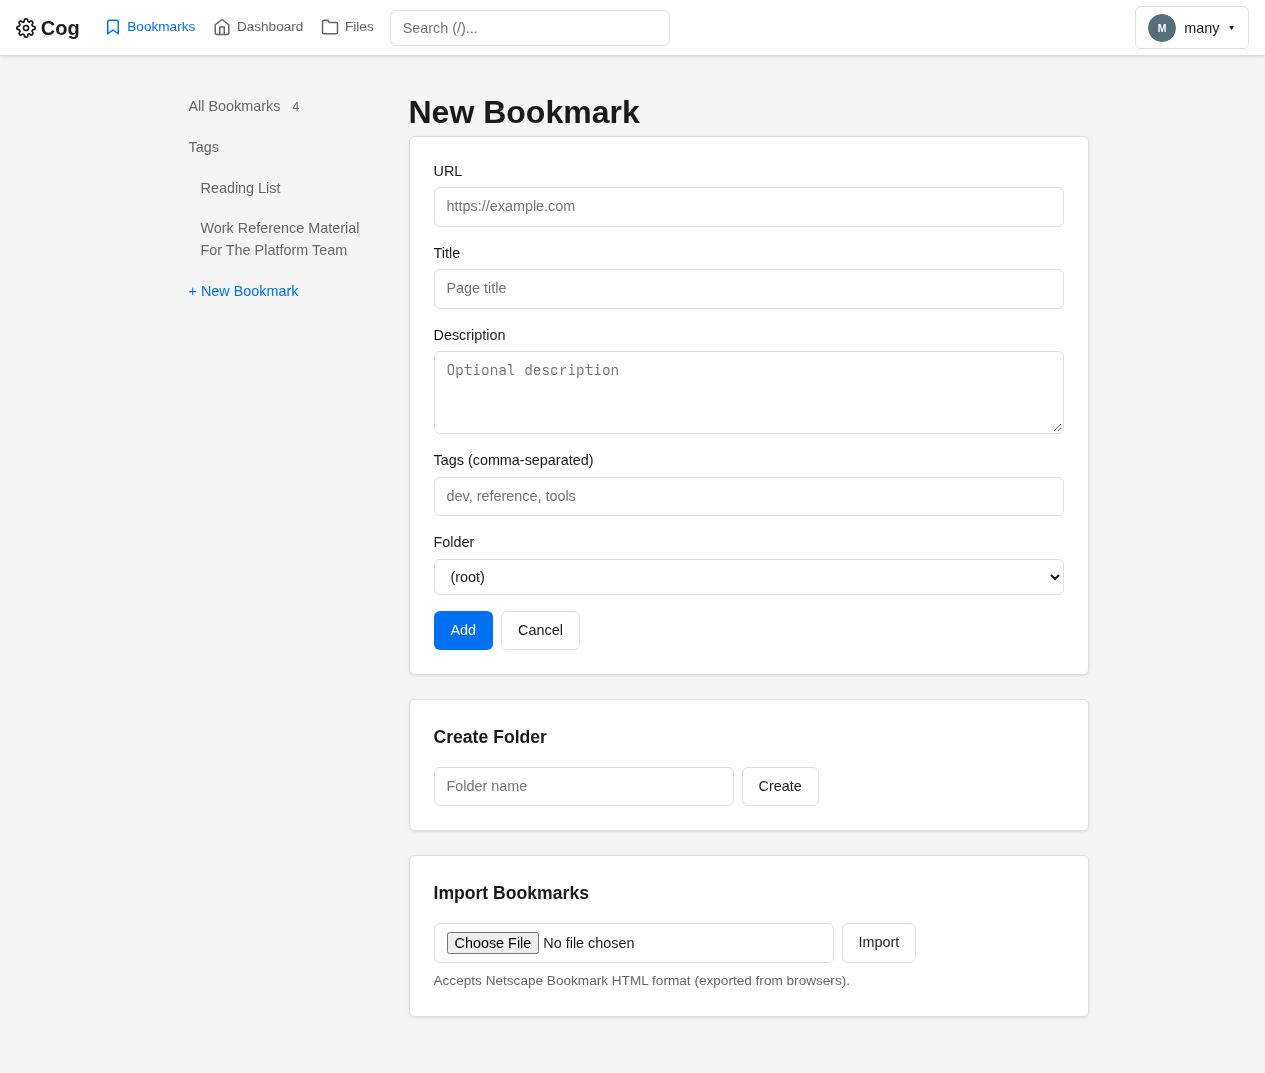 Cog
Bookmarks
Dashboard
Files
Search (/)...
M
many
All Bookmarks 4
Tags
Reading List
Work Reference Material
For The Platform Team
+ New Bookmark
New Bookmark
URL
https://example.com
Title
Page title
Description
Optional description
Tags (comma-separated)
dev, reference, tools
Folder
(root)
Add
Cancel
Create Folder
Folder name
Create
Import Bookmarks
Choose File No file chosen
Import
Accepts Netscape Bookmark HTML format (exported from browsers).